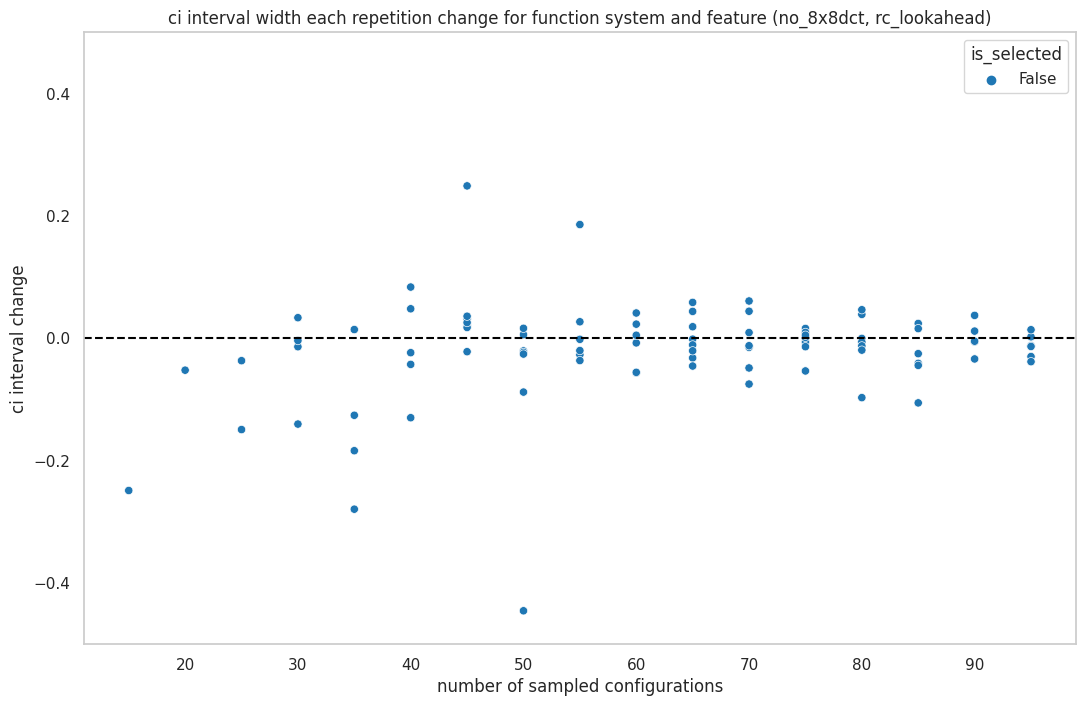 ci interval width each repetition change for function system and feature (no_8x8dct, rc_lookahead)
is_selected
False
ci interval change
0.4
0.2
0.0
−0.2
−0.4
20 30 40 50 60 70 80 90
number of sampled configurations